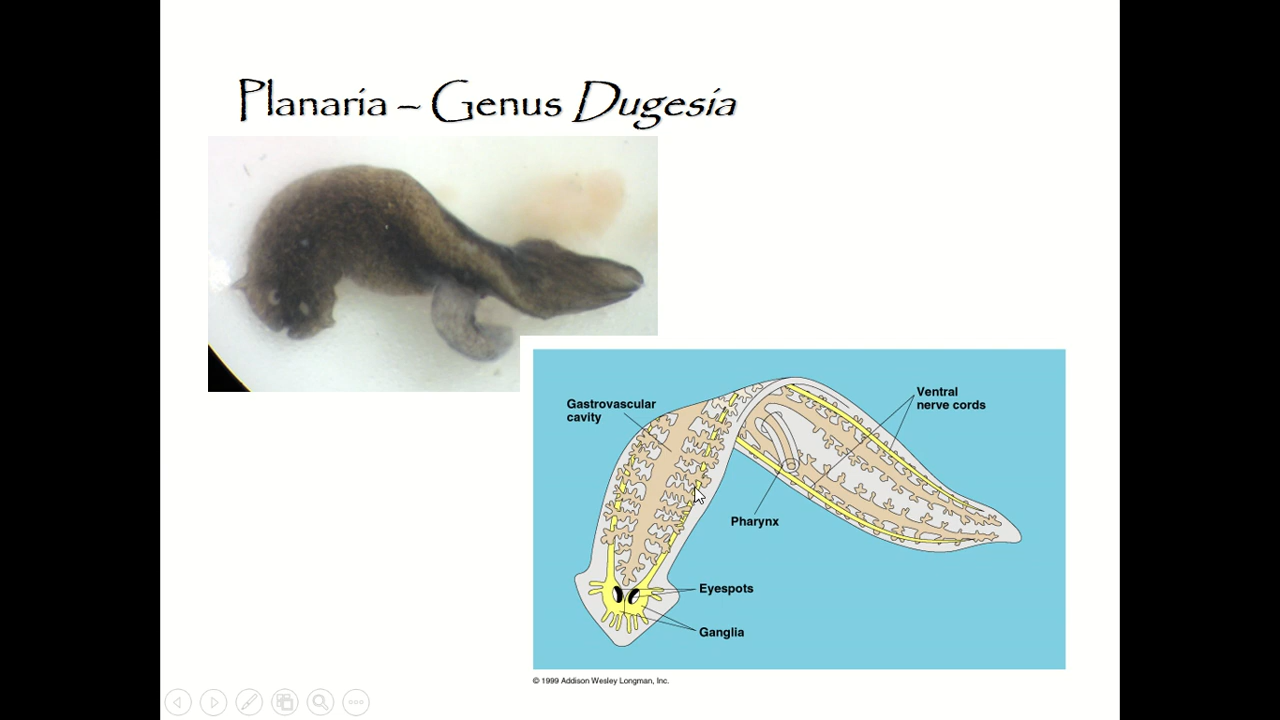 Planaria – Genus Dugesia
Gastrovascular
cavity
Ventral
nerve cords
Pharynx
Eyespots
Ganglia
© 1999 Addison Wesley Longman, Inc.